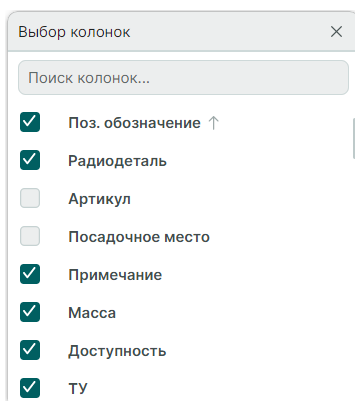 Выбор колонок
Поиск колонок...
Поз. обозначение
Радиодеталь
Артикул
Посадочное место
Примечание
Масса
Доступность
ТУ